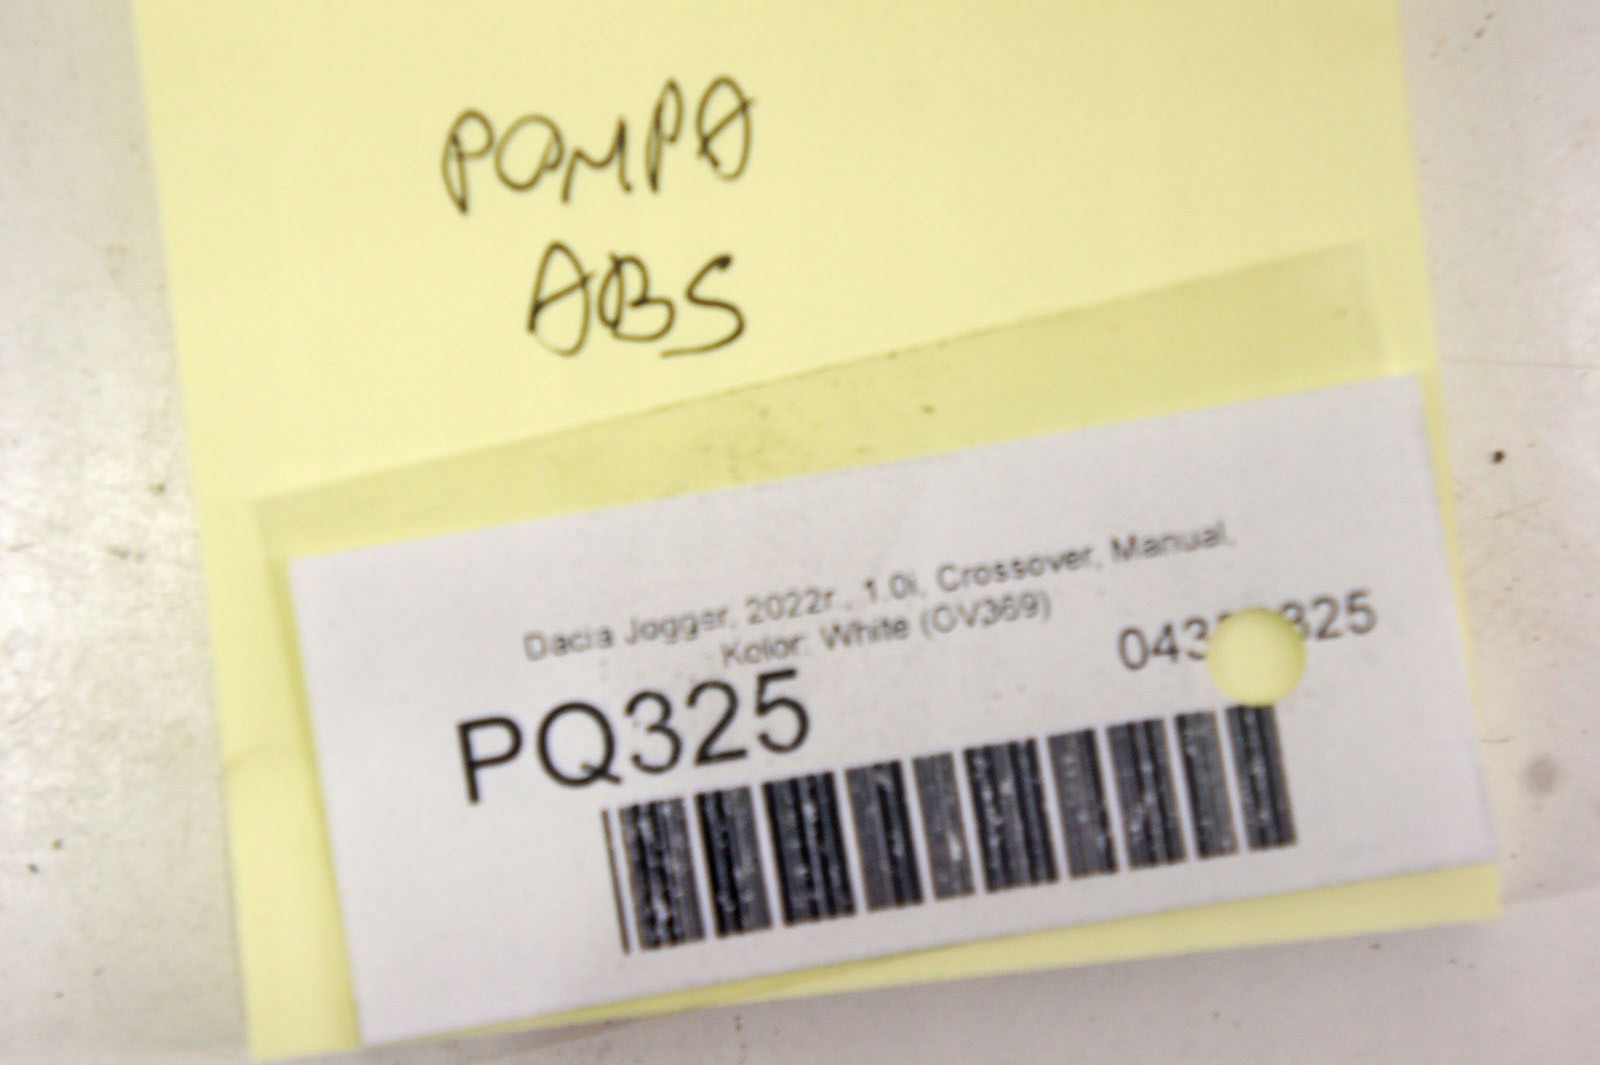 POMPA
ABS
Dacia Jogger, 2022r., 1.0i, Crossover, Manual,
Kolor: White (OV369)
PQ325